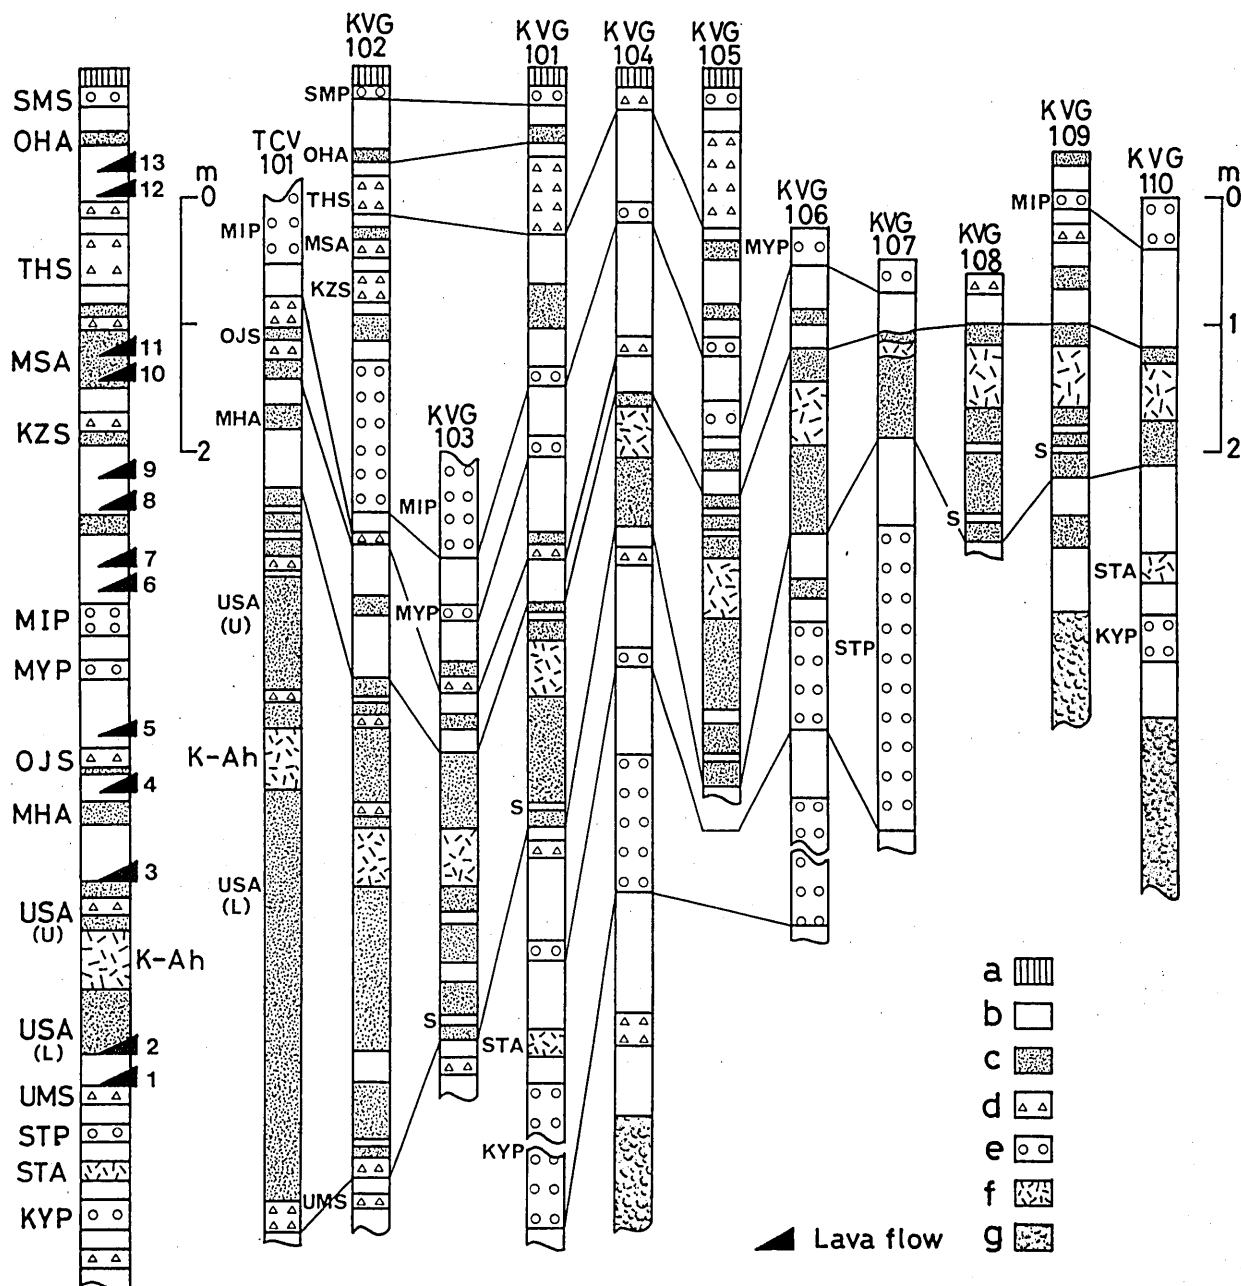 SMS
OHA
13
12
THS
11
MSA
10
KZS
9
8
7
6
MIP
MYP
5
OJS
4
MHA
3
USA
(U)
K-Ah
USA
(L)
2
1
UMS
STP
STA
KYP
m
0
2
TCV
101
MIP
OJS
MHA
USA
(U)
K-Ah
USA
(L)
KVG
102
SMP
OHA
THS
MSA
KZS
UMS
KVG
103
MIP
MYP
S
KVG
101
S
STA
KYP
KVG
104
KVG
105
KVG
106
MYP
KVG
107
STP
KVG
108
S
KVG
109
MIP
S
KVG
110
STA
KYP
m
0
1
2
a
b
c
d
e
f
g
Lava flow